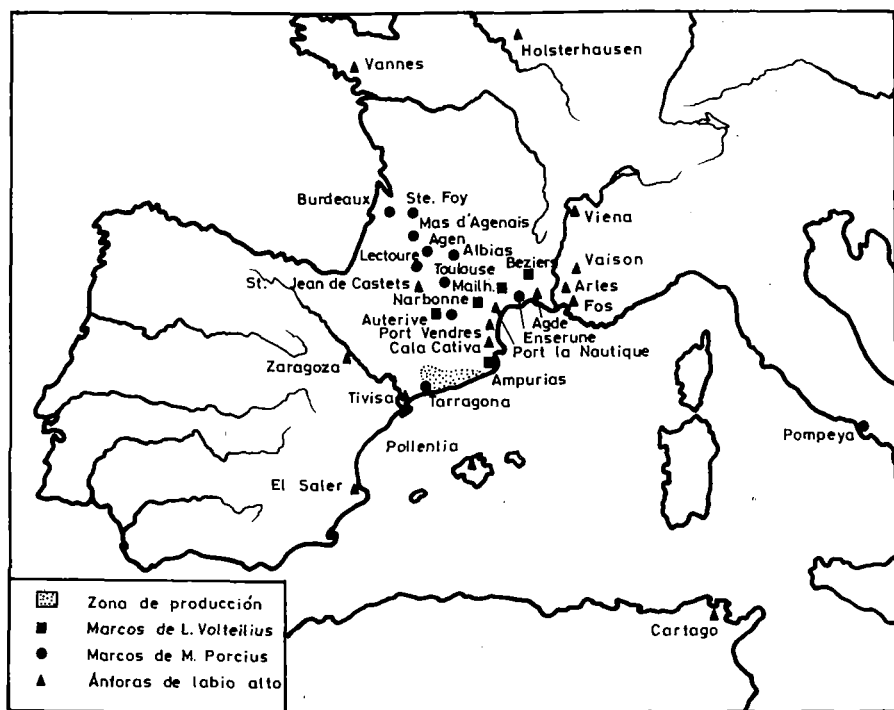 Holsterhausen
Vannes
Burdeaux
Ste. Foy
Viena
Mas d'Agenais
Agen
Albias
Lectoure
Beziers
Vaison
Toulouse
St. Jean de Castets
Mailh.
Arles
Narbonne
Fos
Auterive
Agde
Port Vendres
Enserune
Cala Cativa
Port la Nautique
Zaragoza
Ampurias
Tivisa
Tarragona
Pompeya
Pollentia
El Saler
Zona de producción
Marcos de L. Volteilius
Marcos de M. Porcius
Ánforas de labio alto
Cartago